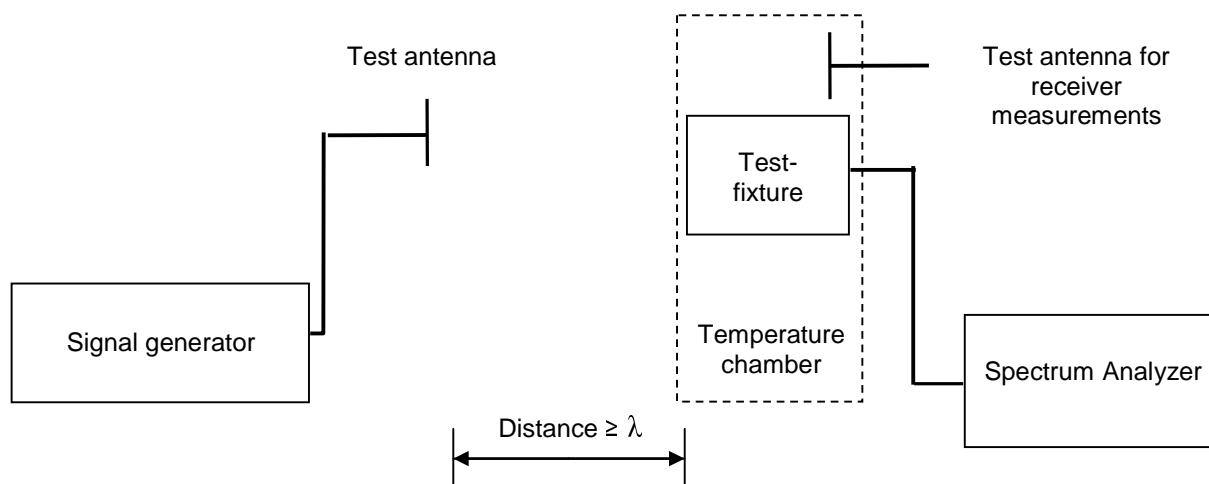 Test antenna
Test antenna for
receiver
measurements
Test-
fixture
Signal generator
Temperature
chamber
Spectrum Analyzer
Distance ≥ λ